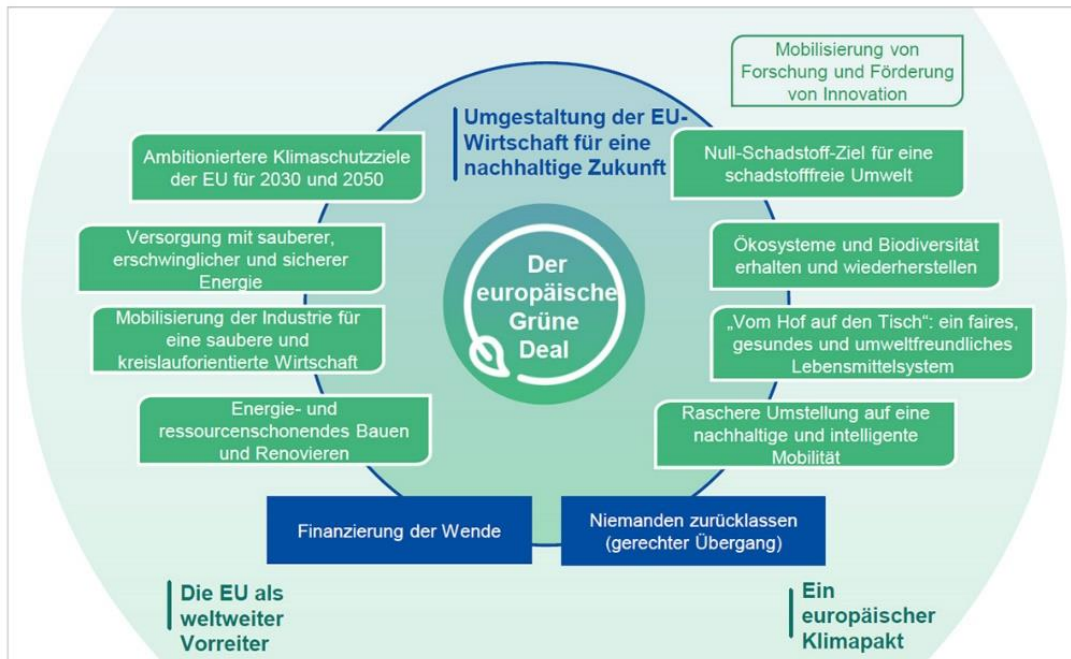 Mobilisierung von
Forschung und Förderung
von Innovation
Umgestaltung der EU-
Wirtschaft für eine
nachhaltige Zukunft
Ambitioniertere Klimaschutzziele
der EU für 2030 und 2050
Null-Schadstoff-Ziel für eine
schadstofffreie Umwelt
Versorgung mit sauberer,
erschwinglicher und sicherer
Energie
Ökosysteme und Biodiversität
erhalten und wiederherstellen
Der
europäische
Grüne
Deal
Mobilisierung der Industrie für
eine saubere und
kreislauforientierte Wirtschaft
„Vom Hof auf den Tisch“: ein faires,
gesundes und umweltfreundliches
Lebensmittelsystem
Energie- und
ressourcenschonendes Bauen
und Renovieren
Raschere Umstellung auf eine
nachhaltige und intelligente
Mobilität
Finanzierung der Wende
Niemanden zurücklassen
(gerechter Übergang)
Die EU als
weltweiter
Vorreiter
Ein
europäischer
Klimapakt